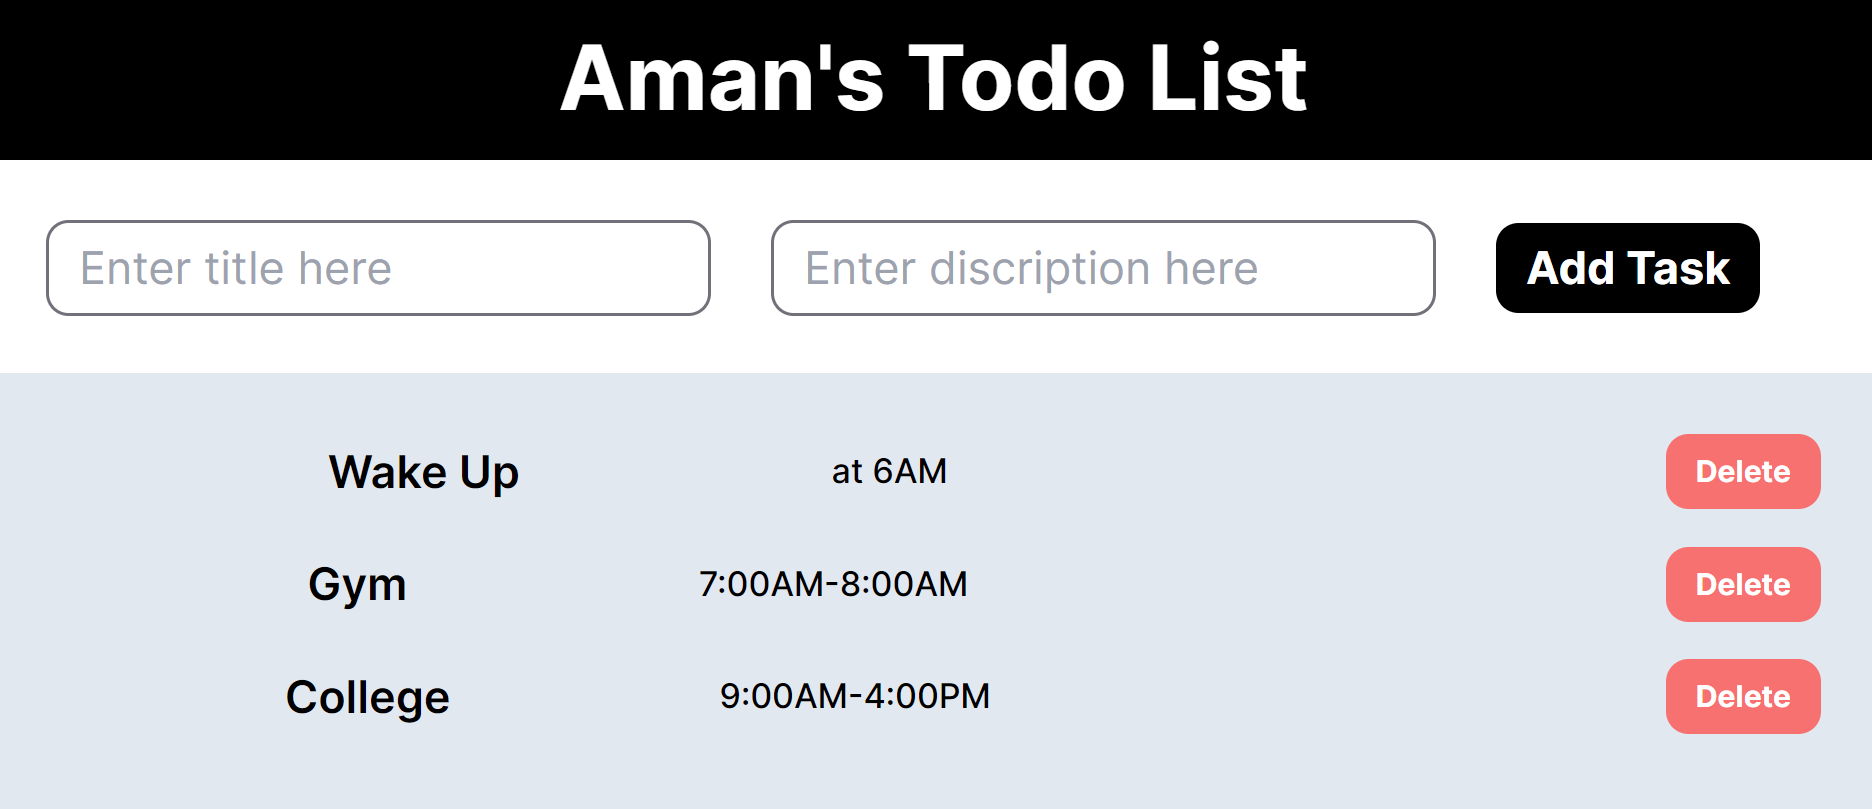 Aman's Todo List
Enter title here Enter discription here Add Task
Wake Up at 6AM Delete
Gym 7:00AM-8:00AM Delete
College 9:00AM-4:00PM Delete